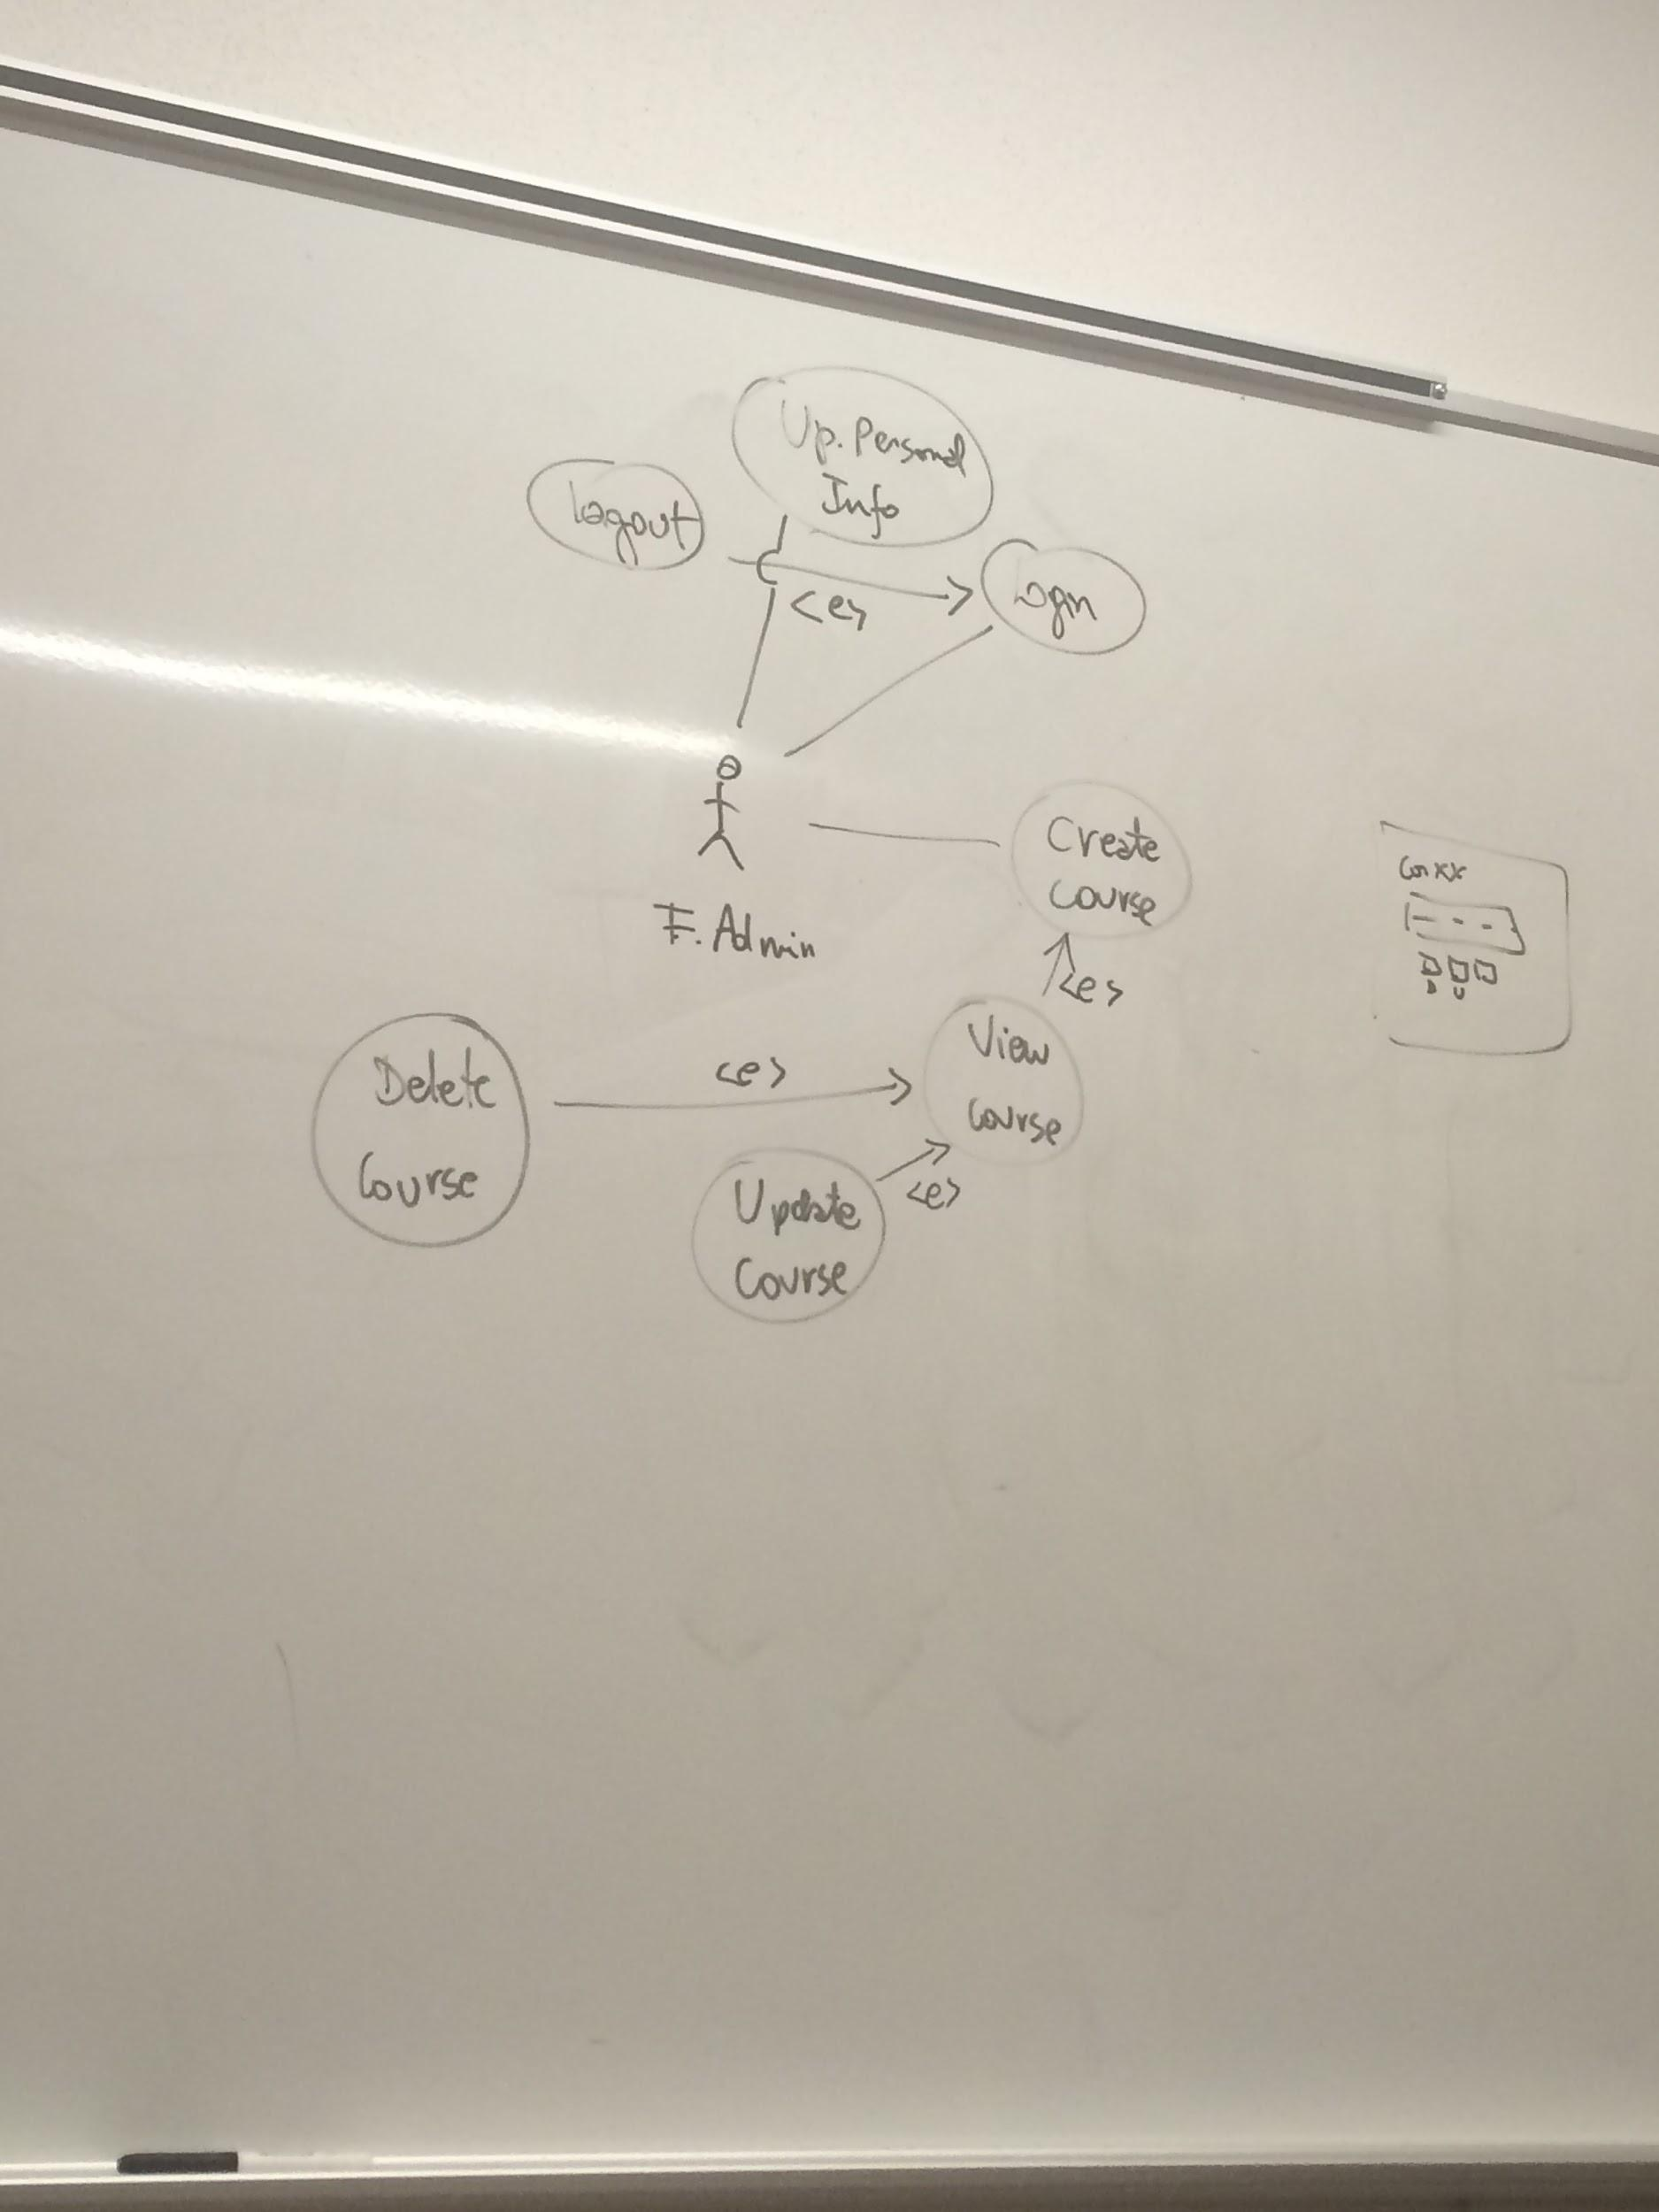 Up. Personal
Info
Logout
Login
<e>
Create
Course
F. Admin
<e>
View
Course
<e>
Delete
Course
<e>
Update
Course